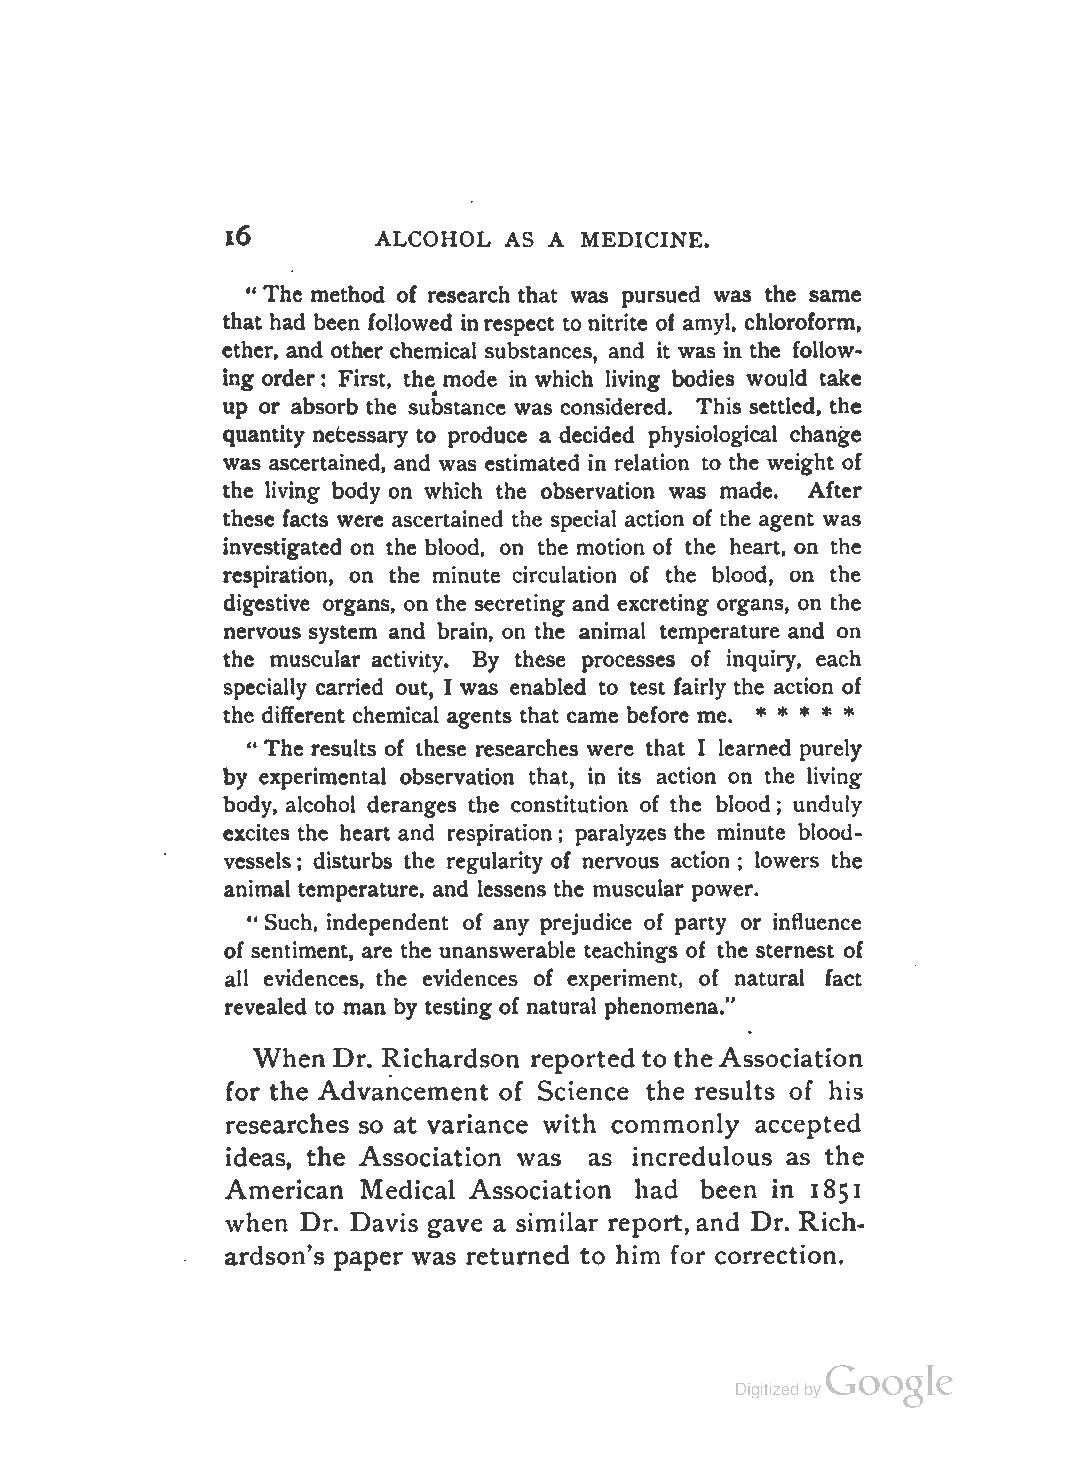 16 ALCOHOL AS A MEDICINE.
“ The method of research that was pursued was the same
that had been followed in respect to nitrite of amyl, chloroform,
ether, and other chemical substances, and it was in the follow-
ing order: First, the mode in which living bodies would take
up or absorb the substance was considered. This settled, the
quantity necessary to produce a decided physiological change
was ascertained, and was estimated in relation to the weight of
the living body on which the observation was made. After
these facts were ascertained the special action of the agent was
investigated on the blood, on the motion of the heart, on the
respiration, on the minute circulation of the blood, on the
digestive organs, on the secreting and excreting organs, on the
nervous system and brain, on the animal temperature and on
the muscular activity. By these processes of inquiry, each
specially carried out, I was enabled to test fairly the action of
the different chemical agents that came before me. * * * * *
“ The results of these researches were that I learned purely
by experimental observation that, in its action on the living
body, alcohol deranges the constitution of the blood; unduly
excites the heart and respiration; paralyzes the minute blood-
vessels; disturbs the regularity of nervous action; lowers the
animal temperature, and lessens the muscular power.
“ Such, independent of any prejudice of party or influence
of sentiment, are the unanswerable teachings of the sternest of
all evidences, the evidences of experiment, of natural fact
revealed to man by testing of natural phenomena.”
When Dr. Richardson reported to the Association
for the Advancement of Science the results of his
researches so at variance with commonly accepted
ideas, the Association was as incredulous as the
American Medical Association had been in 1851
when Dr. Davis gave a similar report, and Dr. Rich-
ardson’s paper was returned to him for correction.
Digitized by Google